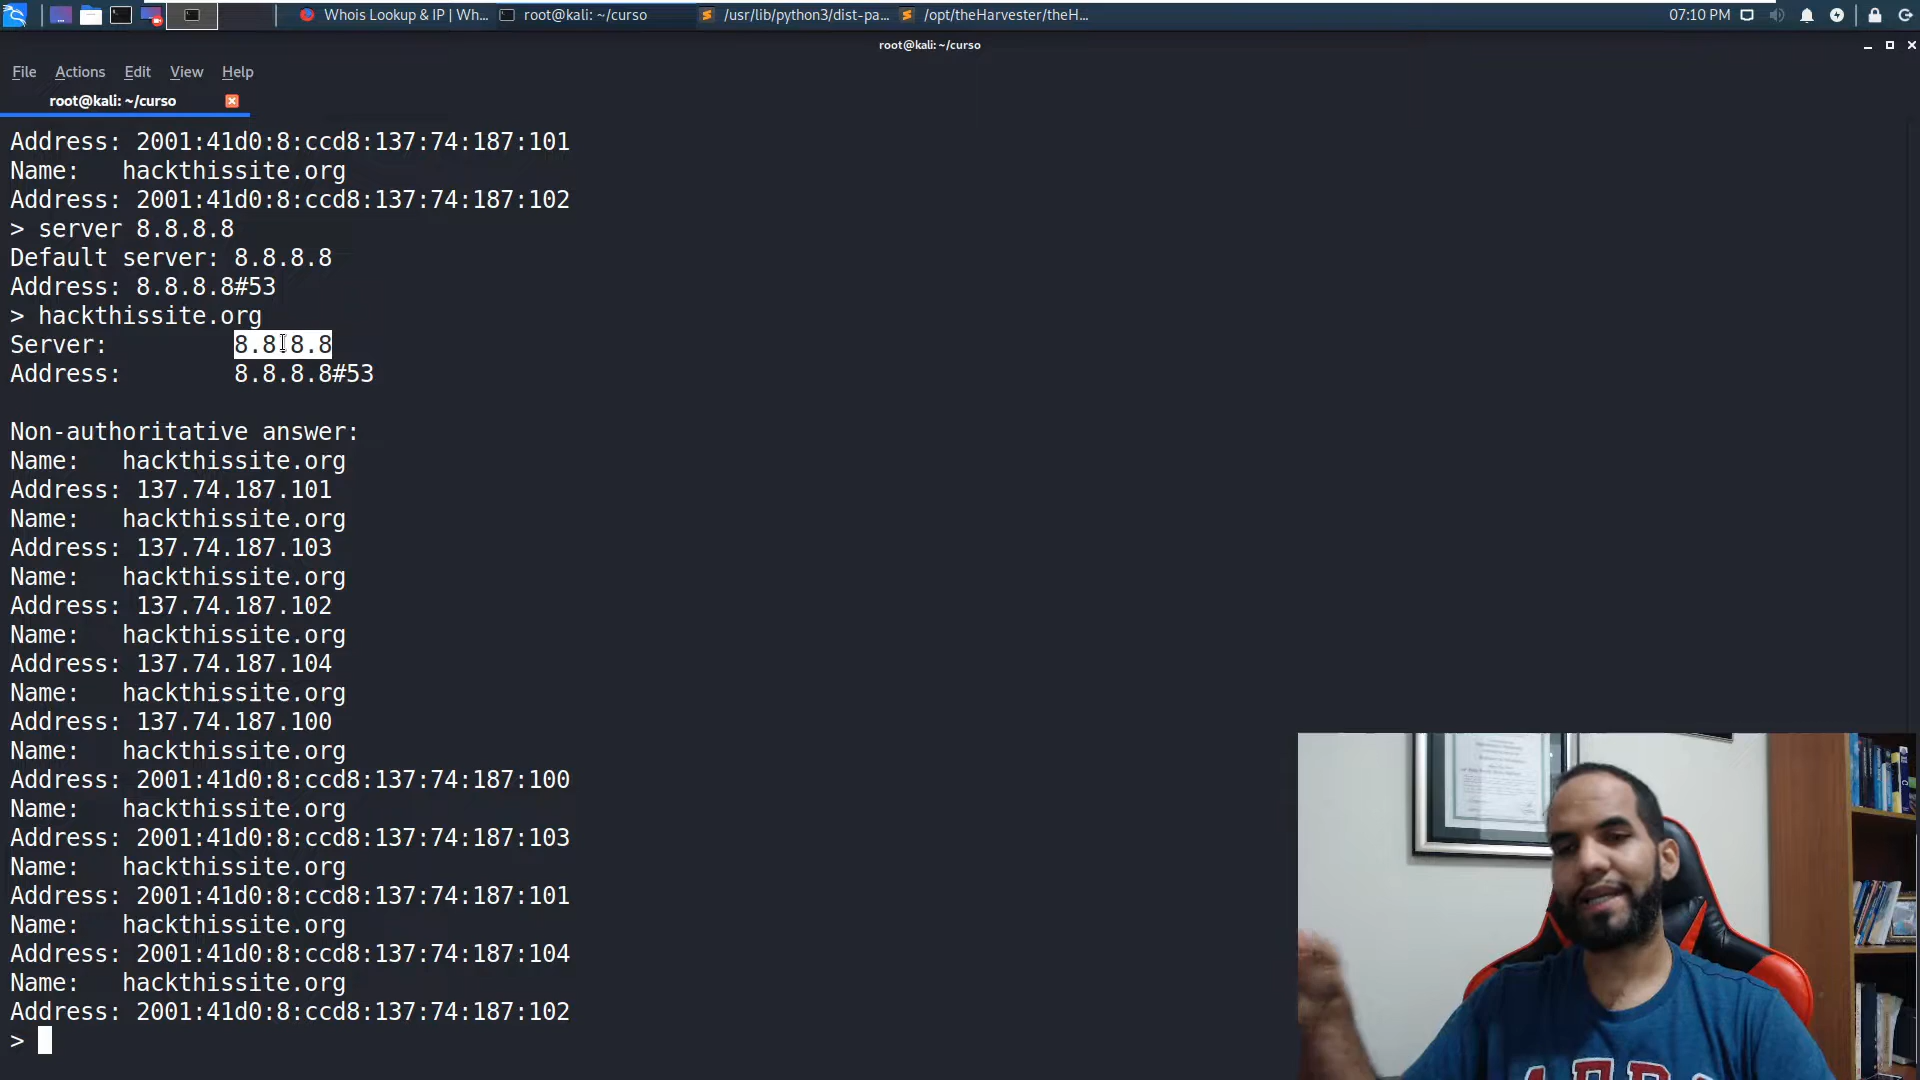 Whois Lookup & IP | Wh...
root@kali: ~/curso
/usr/lib/python3/dist-pa...
/opt/theHarvester/theH...
07:10 PM
root@kali: ~/curso
File Actions Edit View Help
root@kali: ~/curso
Address: 2001:41d0:8:ccd8:137:74:187:101
Name: hackthissite.org
Address: 2001:41d0:8:ccd8:137:74:187:102
> server 8.8.8.8
Default server: 8.8.8.8
Address: 8.8.8.8#53
> hackthissite.org
Server: 8.8.8.8
Address: 8.8.8.8#53
Non-authoritative answer:
Name: hackthissite.org
Address: 137.74.187.101
Name: hackthissite.org
Address: 137.74.187.103
Name: hackthissite.org
Address: 137.74.187.102
Name: hackthissite.org
Address: 137.74.187.104
Name: hackthissite.org
Address: 137.74.187.100
Name: hackthissite.org
Address: 2001:41d0:8:ccd8:137:74:187:100
Name: hackthissite.org
Address: 2001:41d0:8:ccd8:137:74:187:103
Name: hackthissite.org
Address: 2001:41d0:8:ccd8:137:74:187:101
Name: hackthissite.org
Address: 2001:41d0:8:ccd8:137:74:187:104
Name: hackthissite.org
Address: 2001:41d0:8:ccd8:137:74:187:102
>